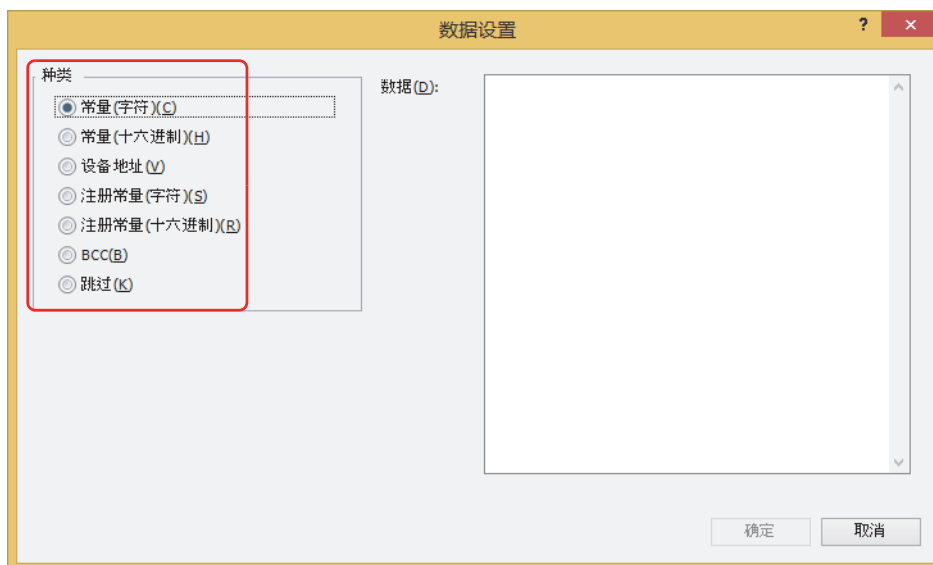 数据设置
? ×
种类
常量(字符)(C)
常量(十六进制)(H)
设备地址(V)
注册常量(字符)(S)
注册常量(十六进制)(R)
BCC(B)
跳过(K)
数据(D):
确定
取消